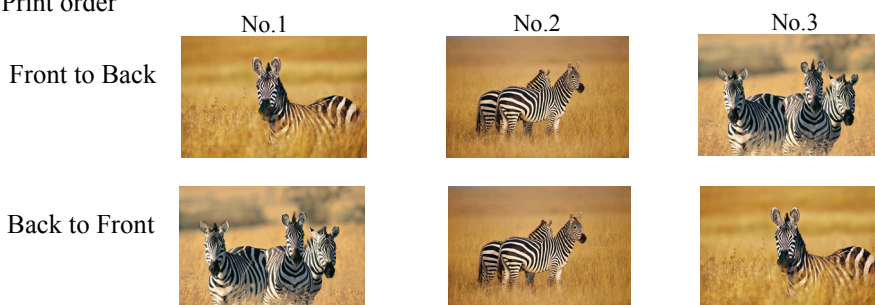 Print order
No.1 No.2 No.3
Front to Back
Back to Front